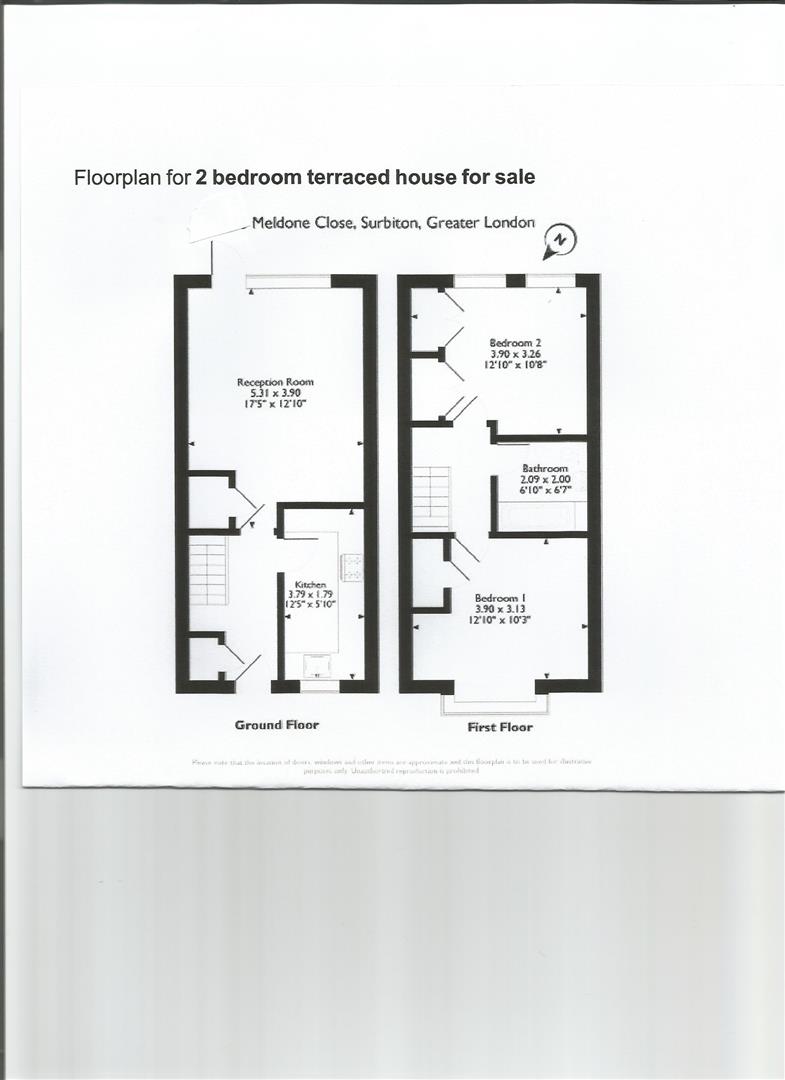 Floorplan for 2 bedroom terraced house for sale
Meldone Close, Surbiton, Greater London
N
Reception Room
5.31 x 3.90
17'5" x 12'10"
Kitchen
3.79 x 1.79
12'5" x 5'10"
Ground Floor
Bedroom 2
3.90 x 3.26
12'10" x 10'8"
Bathroom
2.09 x 2.00
6'10" x 6'7"
Bedroom 1
3.90 x 3.13
12'10" x 10'3"
First Floor
Please note that the location of doors, windows and other items are approximate and this floorplan is to be used for illustrative
purposes only. Unauthorized reproduction is prohibited